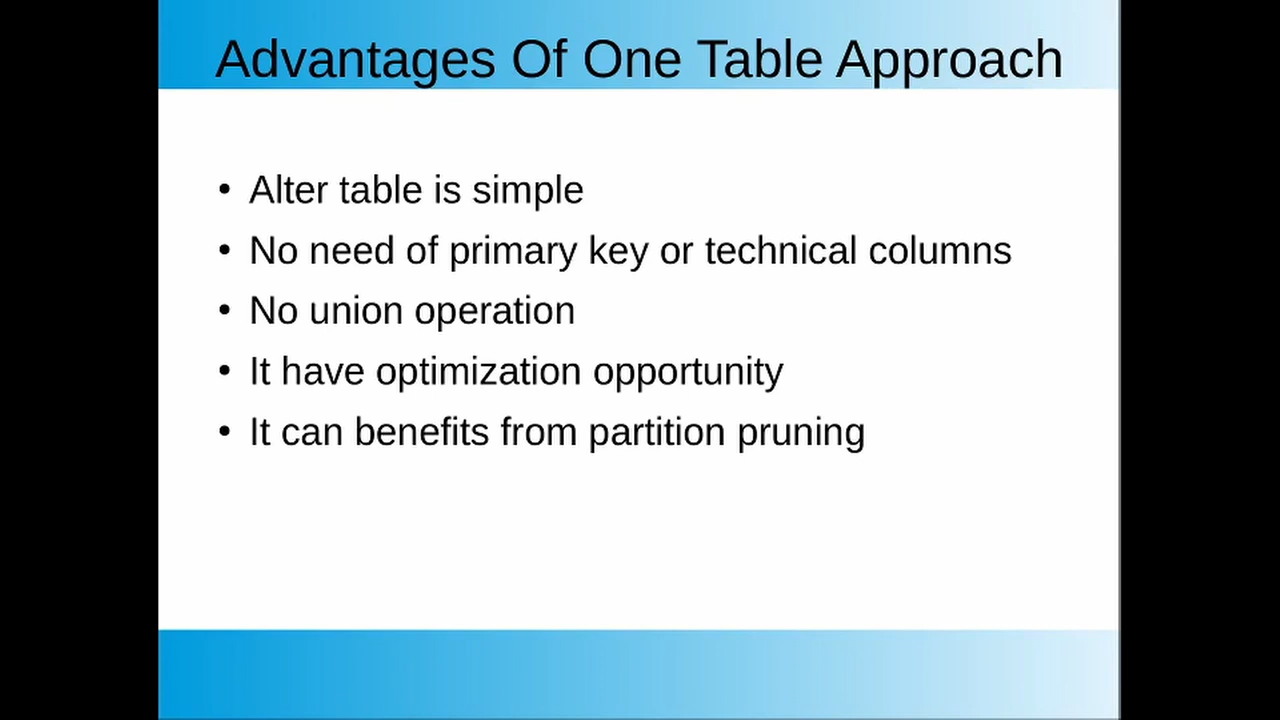 Advantages Of One Table Approach
• Alter table is simple
• No need of primary key or technical columns
• No union operation
• It have optimization opportunity
• It can benefits from partition pruning